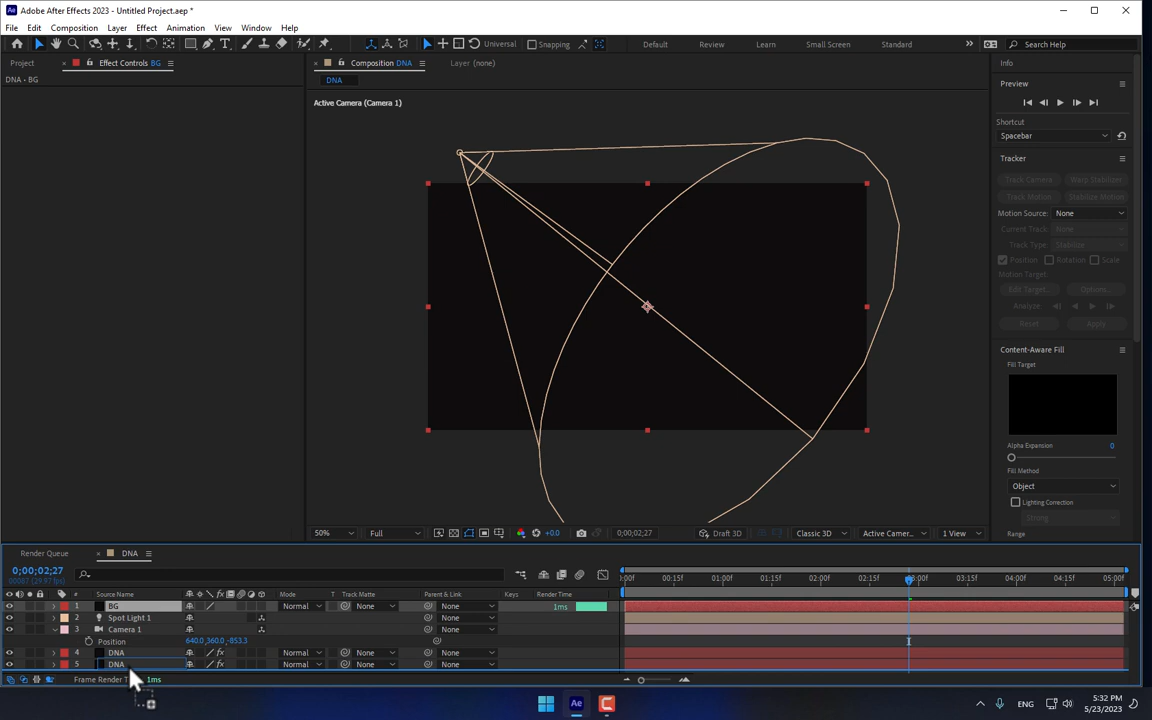 Adobe After Effects 2023 - Untitled Project.aep *
File Edit Composition Layer Effect Animation View Window Help
Universal Snapping Default Review Learn Small Screen Standard Search Help
Project Effect Controls BG Composition DNA Layer (none) Info
DNA • BG DNA
Preview
Active Camera (Camera 1)
Shortcut
Spacebar
Tracker
Track Camera Warp Stabilizer
Track Motion Stabilize Motion
Motion Source: None
Current Track: None
Track Type: Stabilize
Position Rotation Scale
Motion Target:
Edit Target... Options...
Analyze:
Reset Apply
Content-Aware Fill
Fill Target
Alpha Expansion 0
Fill Method
Object
Lighting Correction
Strong
Range
50% Full +0.0 0;00;02;27 Draft 3D Classic 3D Active Camer... 1 View
Render Queue DNA
0;00;02;27
00087 (29.97 fps)
:00f 00:15f 01:00f 01:15f 02:00f 02:15f 03:00f 03:15f 04:00f 04:15f 05:00f
# Source Name Mode T Track Matte Parent & Link Keys Render Time
1 BG Normal None None 1ms
2 Spot Light 1 None
3 Camera 1 None
Position 640.0,360.0,-853.3
4 DNA Normal None None
5 DNA Normal None None
Frame Render T 1ms
Ae
ENG 5:32 PM
5/23/2023